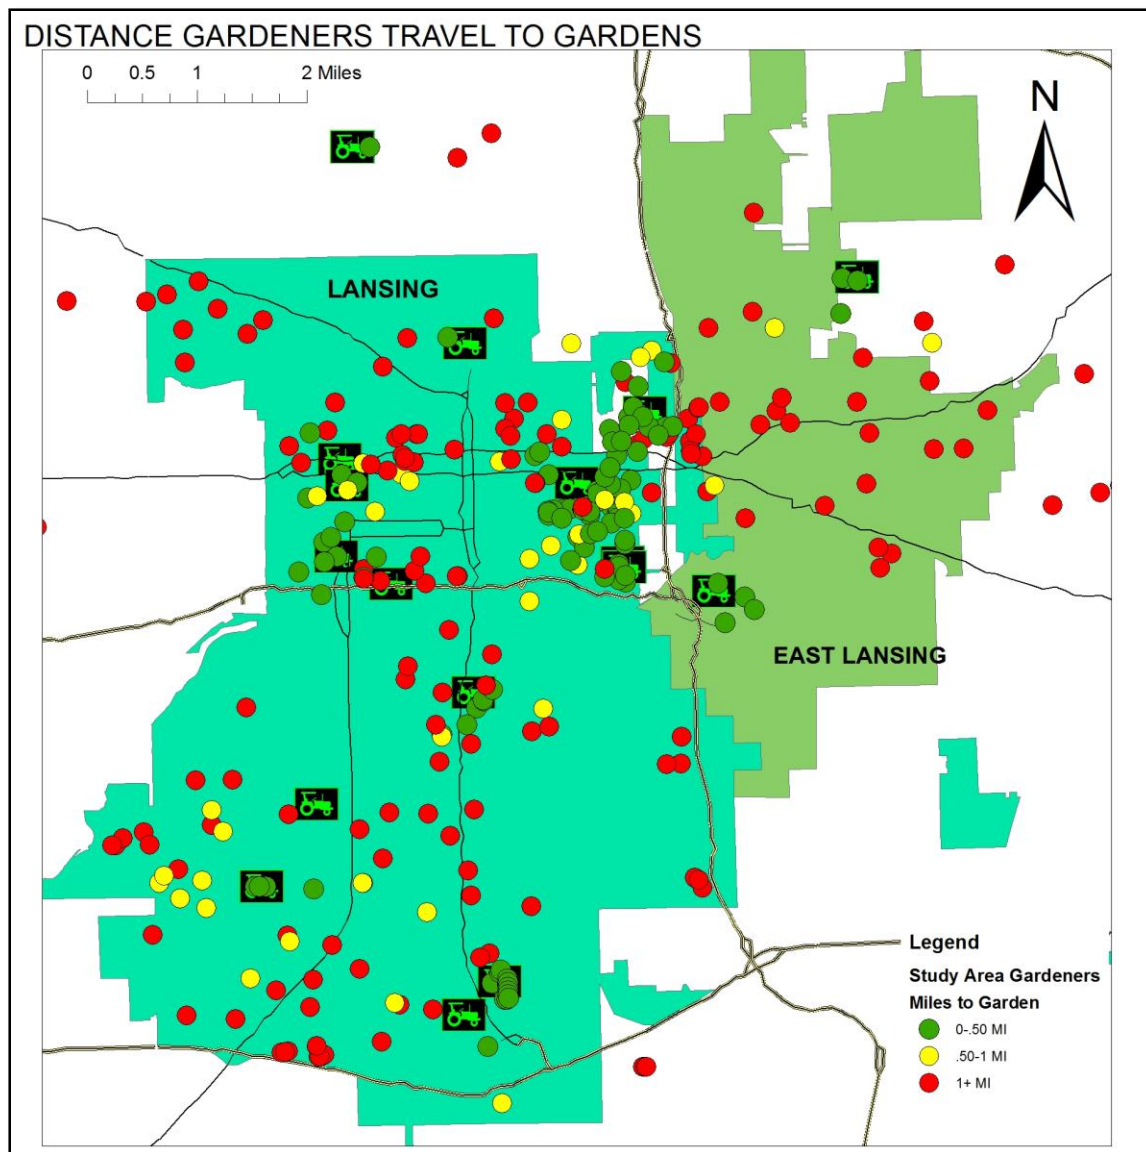 DISTANCE GARDENERS TRAVEL TO GARDENS
0 0.5 1 2 Miles
N
LANSING
EAST LANSING
Legend
Study Area Gardeners
Miles to Garden
0-.50 MI
.50-1 MI
1+ MI